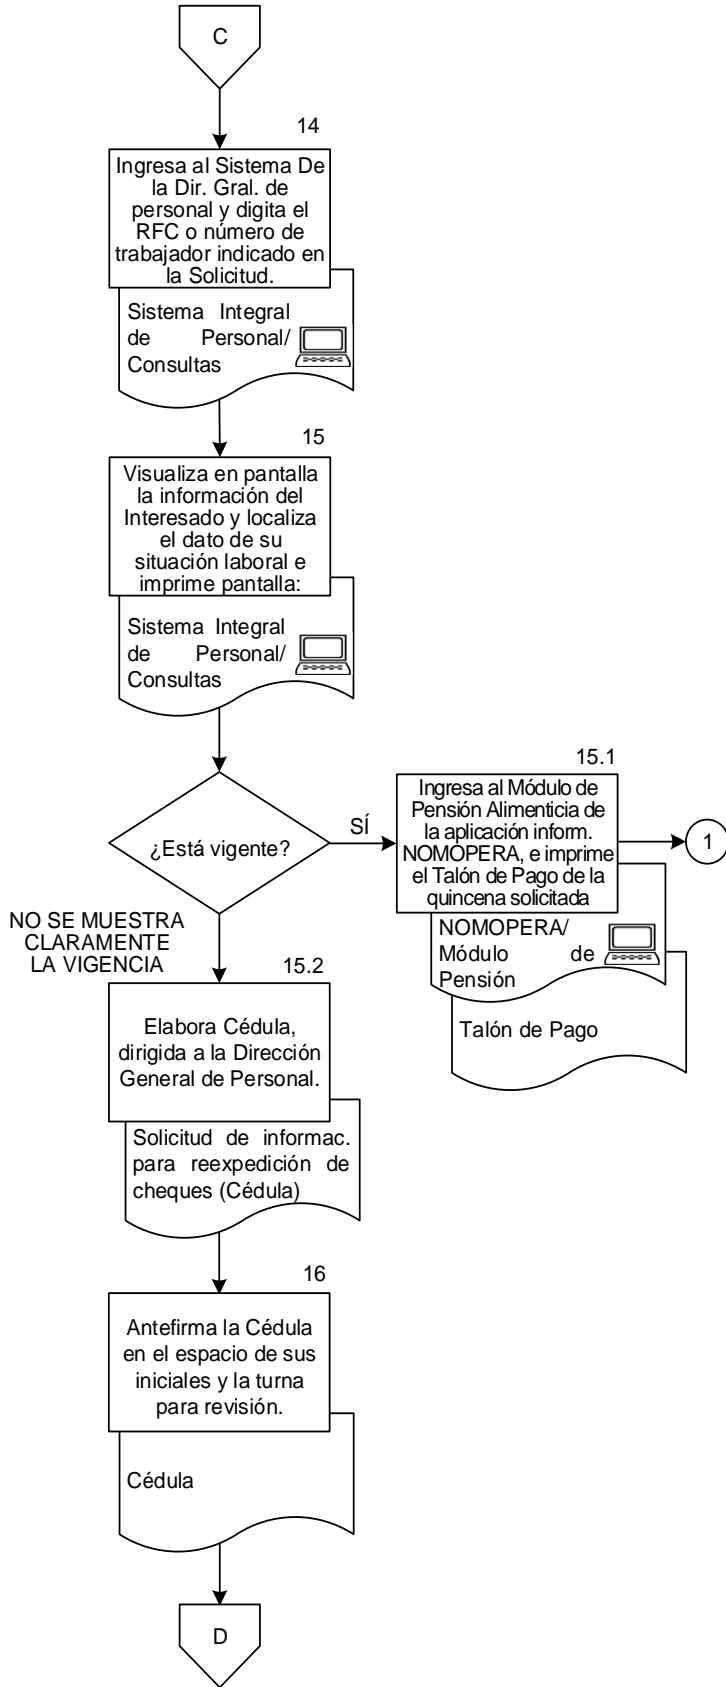 C
14
Ingresa al Sistema De
la Dir. Gral. de
personal y digita el
RFC o número de
trabajador indicado en
la Solicitud.
Sistema Integral
de Personal/
Consultas
15
Visualiza en pantalla
la información del
Interesado y localiza
el dato de su
situación laboral e
imprime pantalla:
Sistema Integral
de Personal/
Consultas
¿Está vigente?
SÍ
15.1
Ingresa al Módulo de
Pensión Alimenticia de
la aplicación inform.
NOMOPERA, e imprime
el Talón de Pago de la
quincena solicitada
1
NOMOPERA/
Módulo de
Pensión
Talón de Pago
NO SE MUESTRA
CLARAMENTE
LA VIGENCIA
15.2
Elabora Cédula,
dirigida a la Dirección
General de Personal.
Solicitud de informac.
para reexpedición de
cheques (Cédula)
16
Antefirma la Cédula
en el espacio de sus
iniciales y la turna
para revisión.
Cédula
D